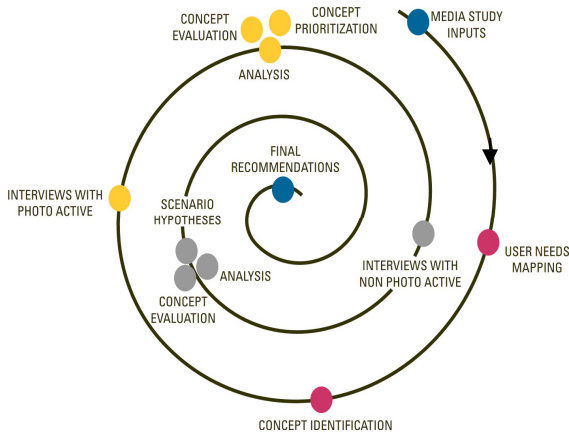 CONCEPT
EVALUATION
CONCEPT
PRIORITIZATION
ANALYSIS
MEDIA STUDY
INPUTS
INTERVIEWS WITH
PHOTO ACTIVE
SCENARIO
HYPOTHESES
FINAL
RECOMMENDATIONS
ANALYSIS
CONCEPT
EVALUATION
INTERVIEWS WITH
NON PHOTO ACTIVE
USER NEEDS
MAPPING
CONCEPT IDENTIFICATION